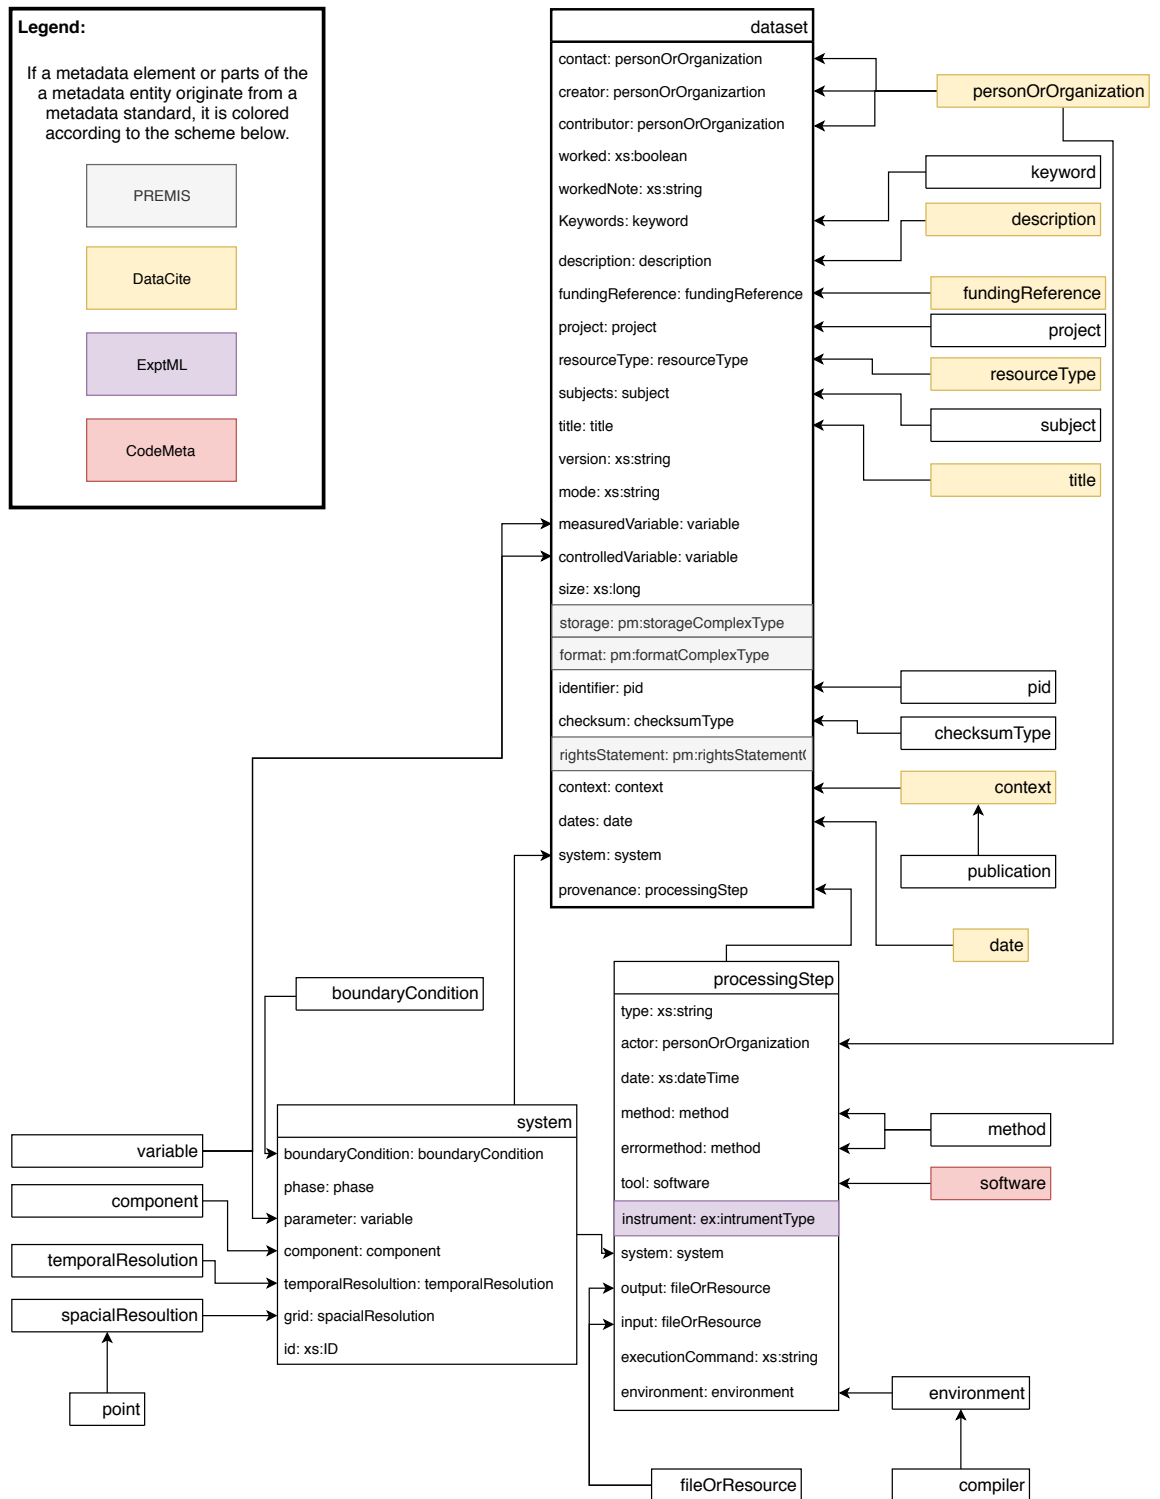 Legend:
If a metadata element or parts of the
a metadata entity originate from a
metadata standard, it is colored
according to the scheme below.
PREMIS
DataCite
ExptML
CodeMeta
dataset
contact: personOrOrganization
creator: personOrOrganizartion
contributor: personOrOrganization
worked: xs:boolean
workedNote: xs:string
Keywords: keyword
description: description
fundingReference: fundingReference
project: project
resourceType: resourceType
subjects: subject
title: title
version: xs:string
mode: xs:string
measuredVariable: variable
controlledVariable: variable
size: xs:long
storage: pm:storageComplexType
format: pm:formatComplexType
identifier: pid
checksum: checksumType
rightsStatement: pm:rightsStatement(
context: context
dates: date
system: system
provenance: processingStep
personOrOrganization
keyword
description
fundingReference
project
resourceType
subject
title
pid
checksumType
context
publication
date
boundaryCondition
variable
component
temporalResolution
spacialResoultion
point
system
boundaryCondition: boundaryCondition
phase: phase
parameter: variable
component: component
temporalResolultion: temporalResolution
grid: spacialResolution
id: xs:ID
processingStep
type: xs:string
actor: personOrOrganization
date: xs:dateTime
method: method
errormethod: method
tool: software
instrument: ex:intrumentType
system: system
output: fileOrResource
input: fileOrResource
executionCommand: xs:string
environment: environment
method
software
environment
compiler
fileOrResource